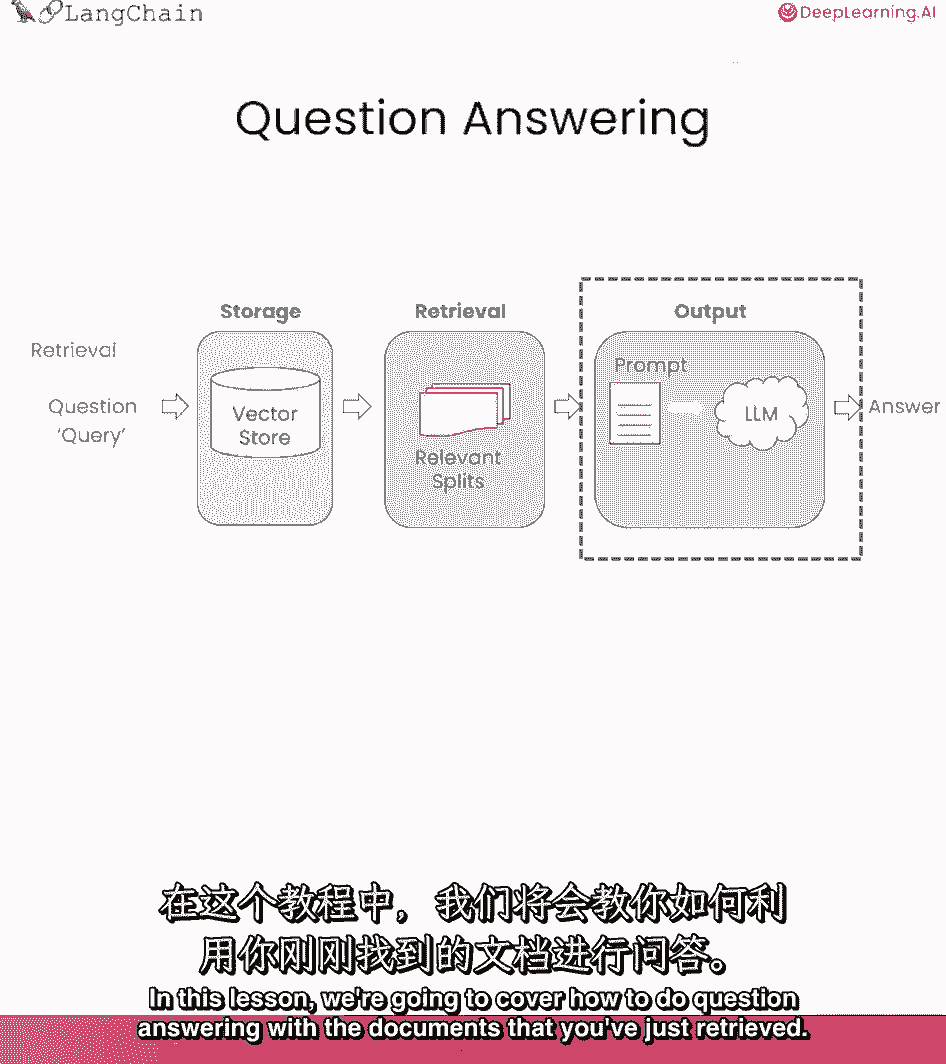 LangChain
DeepLearning.AI
Question Answering
Storage
Retrieval
Output
Retrieval
Prompt
Question
'Query'
Vector
Store
LLM
Answer
Relevant
Splits
在这个教程中，我们将会教你如何利
用你刚刚找到的文档进行问答。
In this lesson, we're going to cover how to do question
answering with the documents that you've just retrieved.